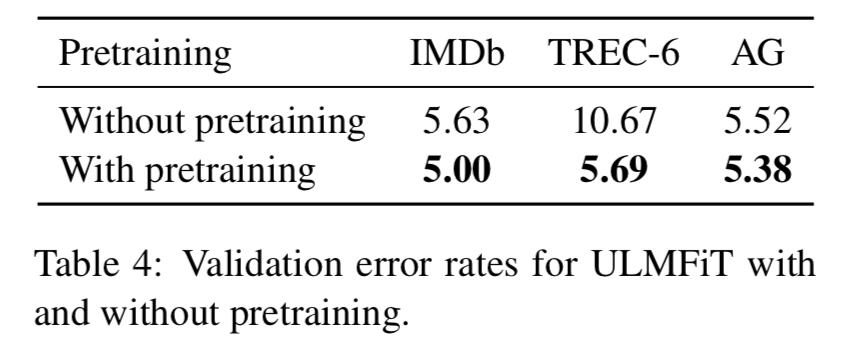 Pretraining IMDb TREC-6 AG
Without pretraining 5.63 10.67 5.52
With pretraining 5.00 5.69 5.38
Table 4: Validation error rates for ULMFiT with
and without pretraining.